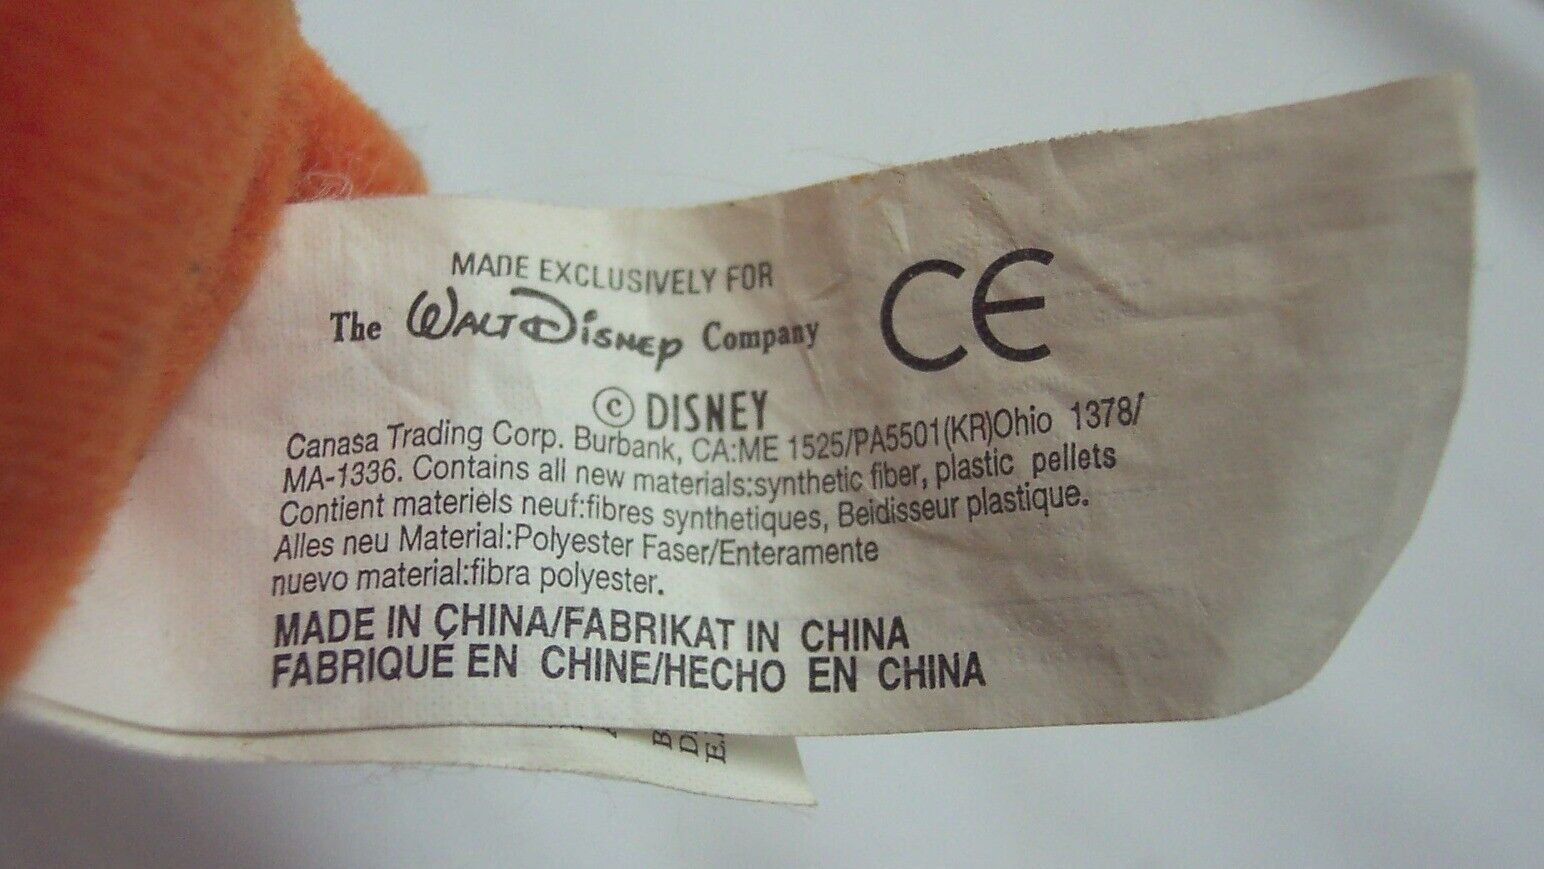 MADE EXCLUSIVELY FOR
The WALT DISNEY Company
CE
© DISNEY
Canasa Trading Corp. Burbank, CA:ME 1525/PA5501(KR)Ohio 1378/
MA-1336. Contains all new materials:synthetic fiber, plastic pellets
Contient materiels neuf:fibres synthetiques, Beidisseur plastique.
Alles neu Material:Polyester Faser/Enteramente
nuevo material:fibra polyester.
MADE IN CHINA/FABRIKAT IN CHINA
FABRIQUÉ EN CHINE/HECHO EN CHINA